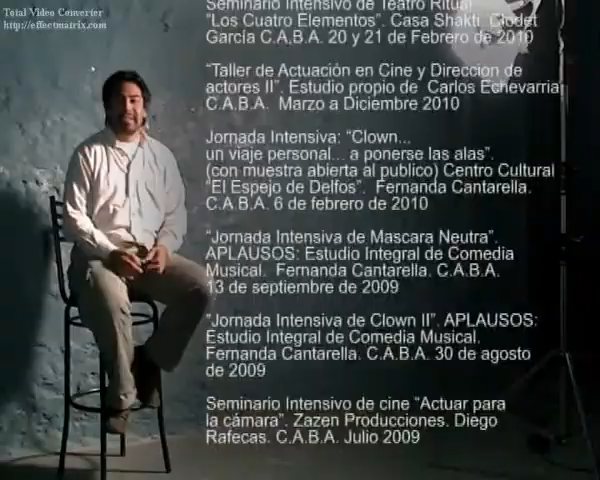 Total Video Converter
http://effectmatrix.com
Seminario Intensivo de Teatro Ritual
"Los Cuatro Elementos". Casa Shakti. Clodet
García C.A.B.A. 20 y 21 de Febrero de 2010
"Taller de Actuación en Cine y Dirección de
actores II". Estudio propio de Carlos Echevarria
C.A.B.A. Marzo a Diciembre 2010
Jornada Intensiva: "Clown...
un viaje personal... a ponerse las alas".
(con muestra abierta al publico) Centro Cultural
"El Espejo de Delfos". Fernanda Cantarella.
C.A.B.A. 6 de febrero de 2010
"Jornada Intensiva de Mascara Neutra".
APLAUSOS: Estudio Integral de Comedia
Musical. Fernanda Cantarella. C.A.B.A.
13 de septiembre de 2009
"Jornada Intensiva de Clown II". APLAUSOS:
Estudio Integral de Comedia Musical.
Fernanda Cantarella. C.A.B.A. 30 de agosto
de 2009
Seminario Intensivo de cine "Actuar para
la cámara". Zazen Producciones. Diego
Rafecas. C.A.B.A. Julio 2009